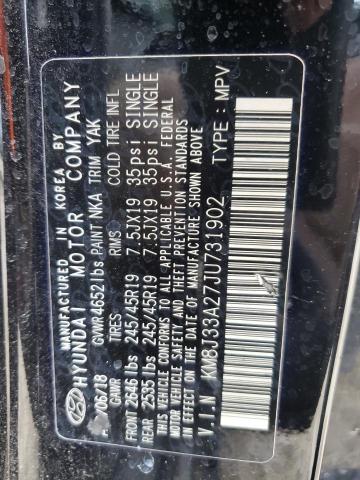 MANUFACTURED IN KOREA BY
HYUNDAI MOTOR COMPANY
/06/18 GVWR 4652 lbs PAINT NKA TRIM YAK
GAWR TIRES RIMS COLD TIRE INFL
FRONT 2646 lbs 245/45R19 7.5JX19 35psi SINGLE
REAR 2535 lbs 245/45R19 7.5JX19 35psi SINGLE
THIS VEHICLE CONFORMS TO ALL APPLICABLE U.S.A. FEDERAL
MOTOR VEHICLE SAFETY, BUMPER, AND THEFT PREVENTION STANDARDS
IN EFFECT ON THE DATE OF MANUFACTURE SHOWN ABOVE
V.I.N KM8J33A27JU731902 TYPE : MPV